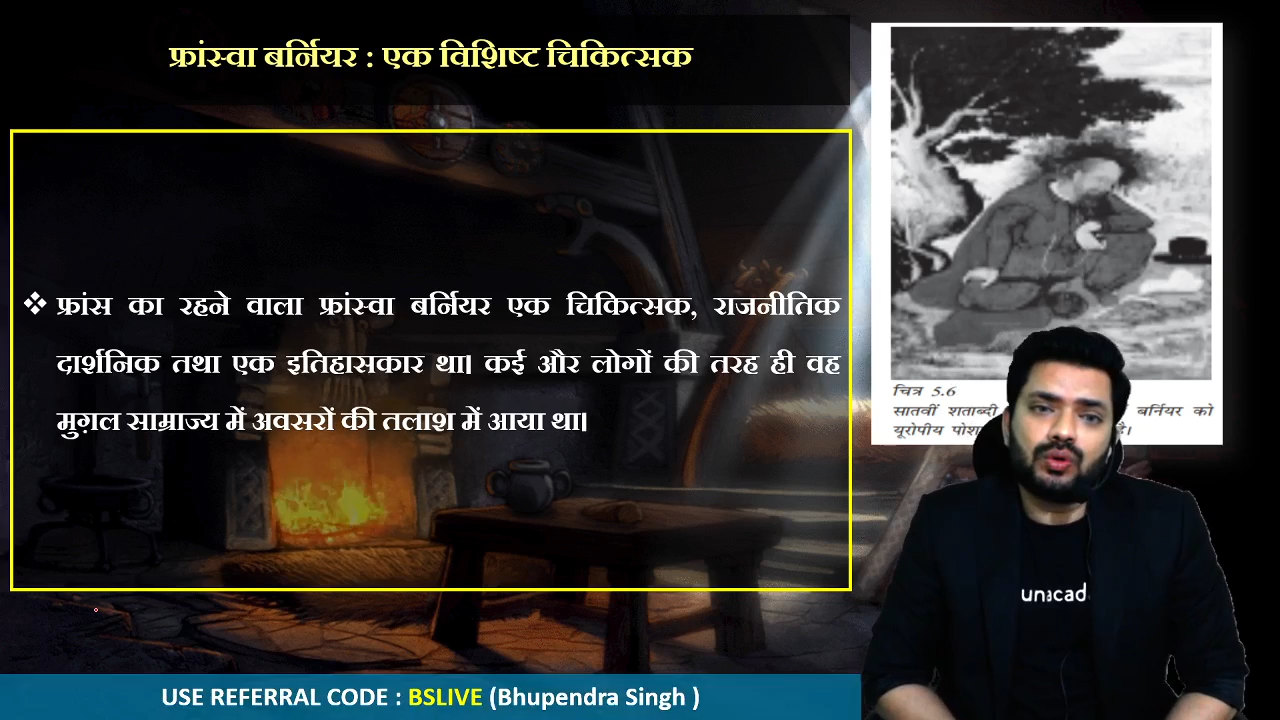 फ्रांस्वा बर्नियर : एक विशिष्ट चिकित्सक
❖ फ्रांस का रहने वाला फ्रांस्वा बर्नियर एक चिकित्सक, राजनीतिक
दार्शनिक तथा एक इतिहासकार था। कई और लोगों की तरह ही वह
मुग़ल साम्राज्य में अवसरों की तलाश में आया था।
चित्र 5.6
सातवीं शताब्दी बर्नियर को
यूरोपीय है।
unacad
USE REFERRAL CODE : BSLIVE (Bhupendra Singh )